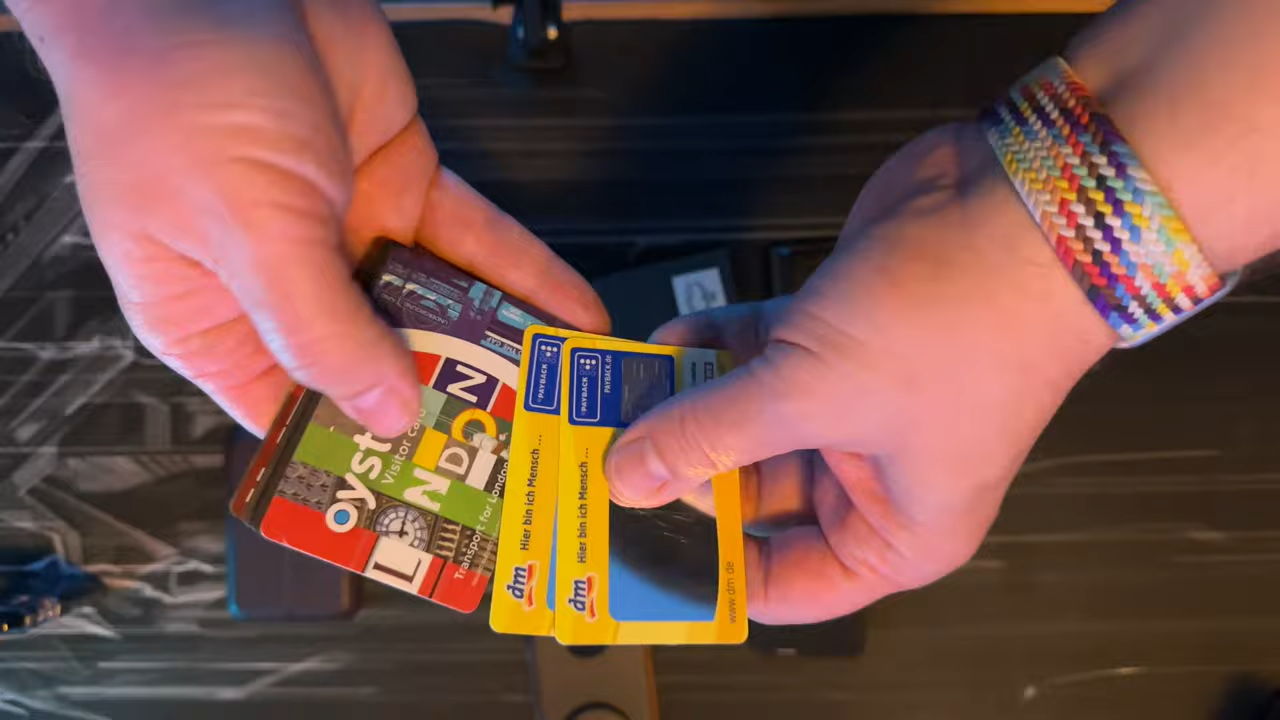 UNDERGROUND
oyst
Visitor card
LONDON
Transport for London
PAYBACK
Hier bin ich Mensch ...
dm
PAYBACK
PAYBACK.de
Hier bin ich Mensch ...
dm
www.dm.de